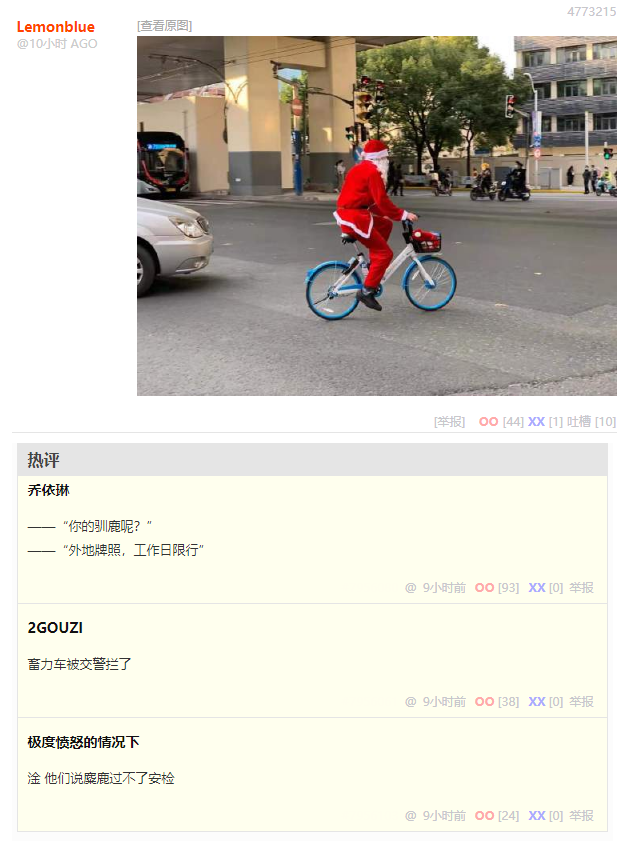 4773215
Lemonblue
@10小时 AGO
[查看原图]
[举报] OO [44] XX [1] 吐槽 [10]
热评
乔依琳
——“你的驯鹿呢？”
——“外地牌照，工作日限行”
@ 9小时前 OO [93] XX [0] 举报
2GOUZI
畜力车被交警拦了
@ 9小时前 OO [38] XX [0] 举报
极度愤怒的情况下
淦 他们说麋鹿过不了安检
@ 9小时前 OO [24] XX [0] 举报